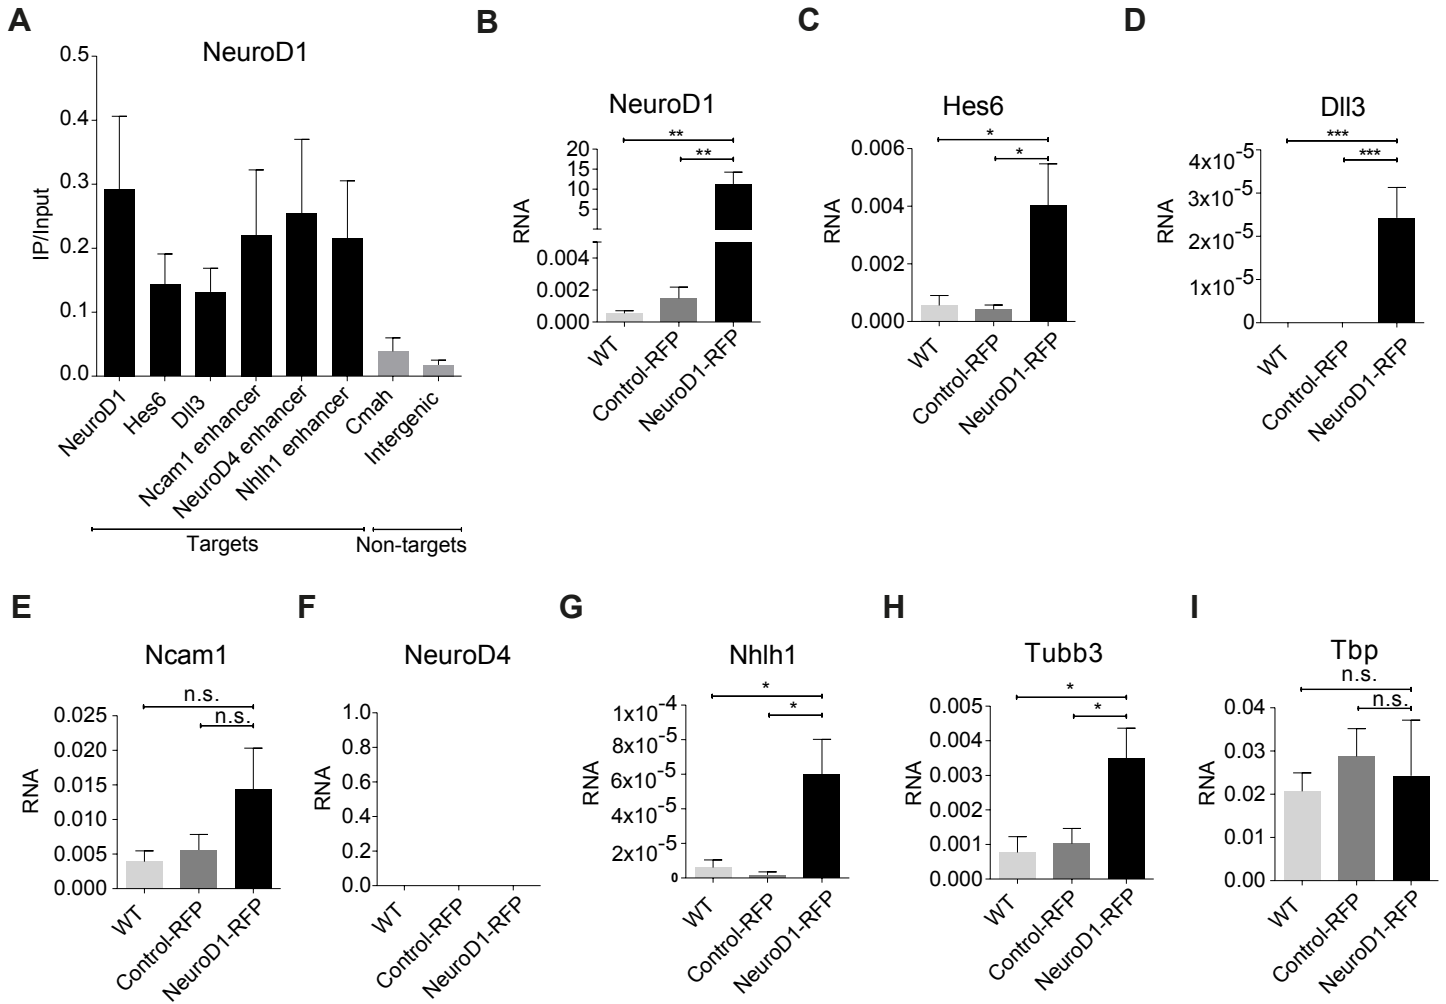 A
NeuroD1
IP/Input
0.5
0.4
0.3
0.2
0.1
0.0
NeuroD1
Hes6
Dll3
Ncam1 enhancer
NeuroD4 enhancer
Nhlh1 enhancer
Cmah
Intergenic
Targets
Non-targets
B
NeuroD1
**
**
RNA
20
15
10
5
0.004
0.002
0.000
WT
Control-RFP
NeuroD1-RFP
C
Hes6
*
*
RNA
0.006
0.004
0.002
0.000
WT
Control-RFP
NeuroD1-RFP
D
Dll3
***
***
RNA
4x10-5
3x10-5
2x10-5
1x10-5
0
WT
Control-RFP
NeuroD1-RFP
E
Ncam1
n.s.
n.s.
RNA
0.025
0.020
0.015
0.010
0.005
0.000
WT
Control-RFP
NeuroD1-RFP
F
NeuroD4
RNA
1.0
0.8
0.6
0.4
0.2
0.0
WT
Control-RFP
NeuroD1-RFP
G
Nhlh1
*
*
RNA
1x10-4
8x10-5
6x10-5
4x10-5
2x10-5
0
WT
Control-RFP
NeuroD1-RFP
H
Tubb3
*
*
RNA
0.005
0.004
0.003
0.002
0.001
0.000
WT
Control-RFP
NeuroD1-RFP
I
Tbp
n.s.
n.s.
RNA
0.04
0.03
0.02
0.01
0.00
WT
Control-RFP
NeuroD1-RFP